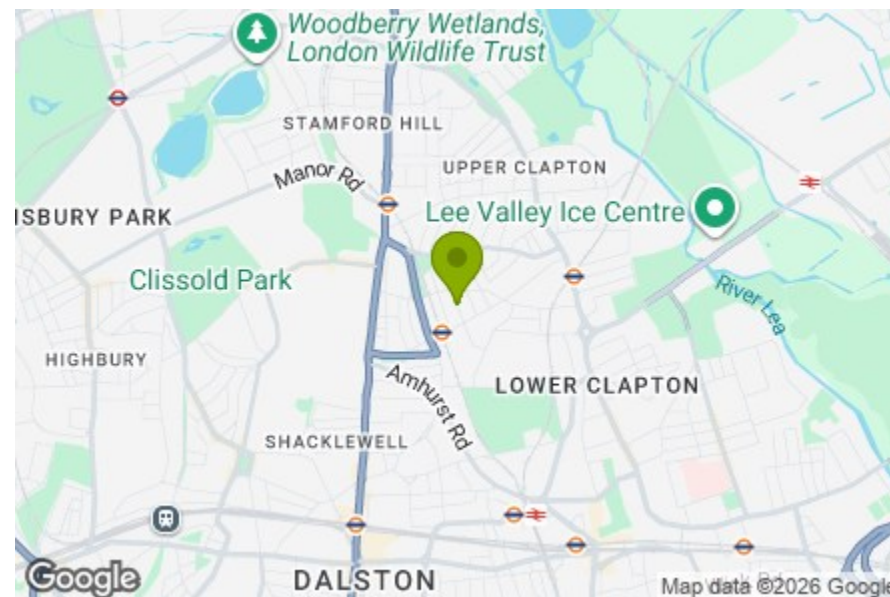 Woodberry Wetlands,
London Wildlife Trust
STAMFORD HILL
UPPER CLAPTON
Manor Rd
ISBURY PARK
Lee Valley Ice Centre
Clissold Park
River Lea
HIGHBURY
LOWER CLAPTON
Amhurst Rd
SHACKLEWELL
DALSTON
Google
Map data ©2026 Google